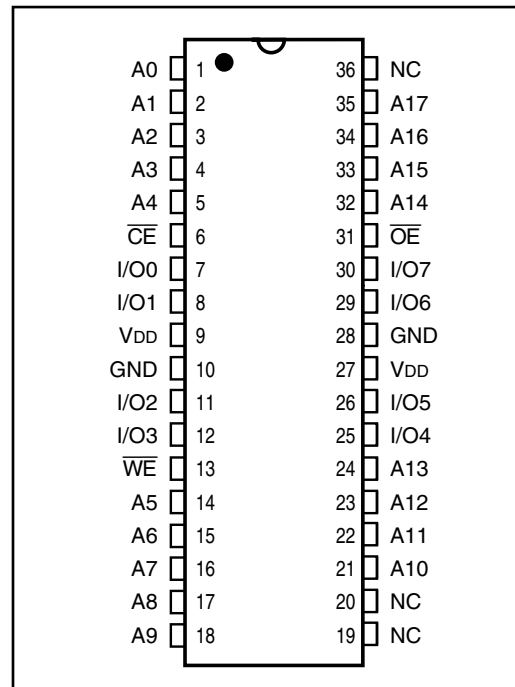 A0 1 36 NC
A1 2 35 A17
A2 3 34 A16
A3 4 33 A15
A4 5 32 A14
C̅E̅ 6 31 O̅E̅
I/O0 7 30 I/O7
I/O1 8 29 I/O6
VDD 9 28 GND
GND 10 27 VDD
I/O2 11 26 I/O5
I/O3 12 25 I/O4
W̅E̅ 13 24 A13
A5 14 23 A12
A6 15 22 A11
A7 16 21 A10
A8 17 20 NC
A9 18 19 NC